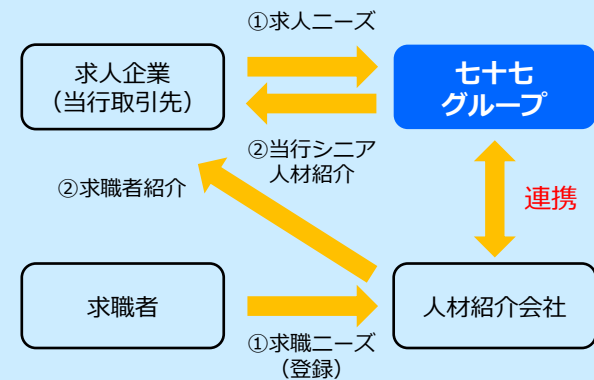 ①求人ニーズ
求人企業
（当行取引先）
七十七
グループ
②当行シニア
人材紹介
②求職者紹介
連携
求職者
人材紹介会社
①求職ニーズ
（登録）